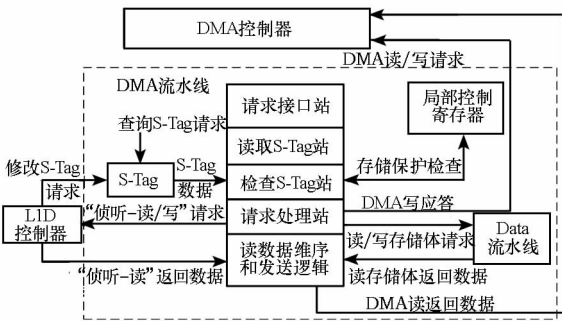 DMA控制器
DMA读/写请求
DMA流水线
请求接口站
局部控制
寄存器
查询S-Tag请求
读取S-Tag站
修改S-Tag
请求
S-Tag
S-Tag
数据
检查S-Tag站
存储保护检查
DMA写应答
L1D
控制器
“侦听-读/写”请求
请求处理站
读/写存储体请求
Data
流水线
“侦听-读”返回数据
读数据维序
和发送逻辑
读存储体返回数据
DMA读返回数据